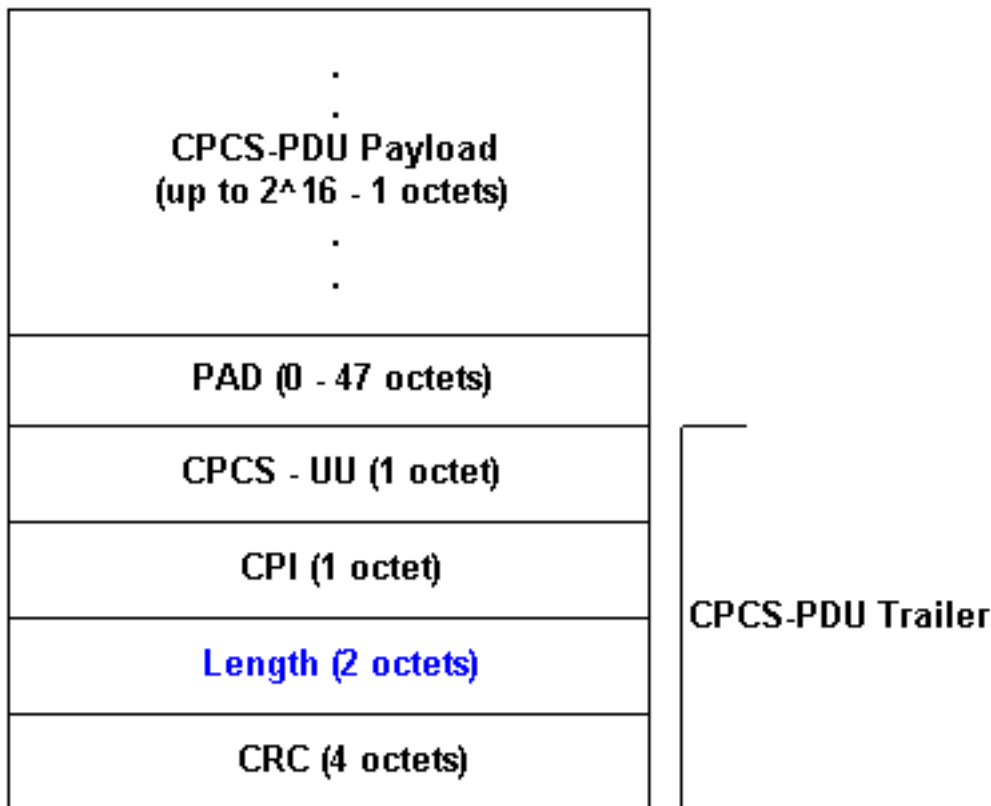 .
.
CPCS-PDU Payload
(up to 2^16 - 1 octets)
.
.
PAD (0 - 47 octets)
CPCS - UU (1 octet)
CPI (1 octet)
CPCS-PDU Trailer
Length (2 octets)
CRC (4 octets)